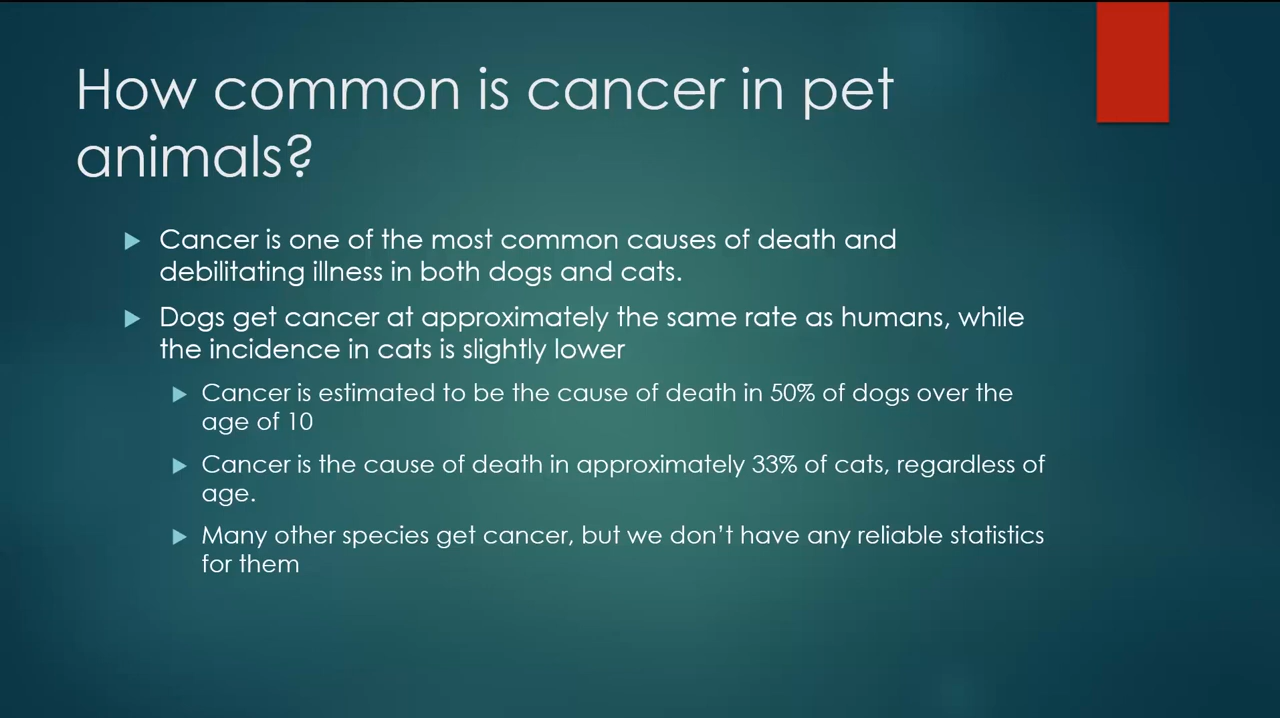 How common is cancer in pet
animals?
Cancer is one of the most common causes of death and
debilitating illness in both dogs and cats.
Dogs get cancer at approximately the same rate as humans, while
the incidence in cats is slightly lower
Cancer is estimated to be the cause of death in 50% of dogs over the
age of 10
Cancer is the cause of death in approximately 33% of cats, regardless of
age.
Many other species get cancer, but we don’t have any reliable statistics
for them